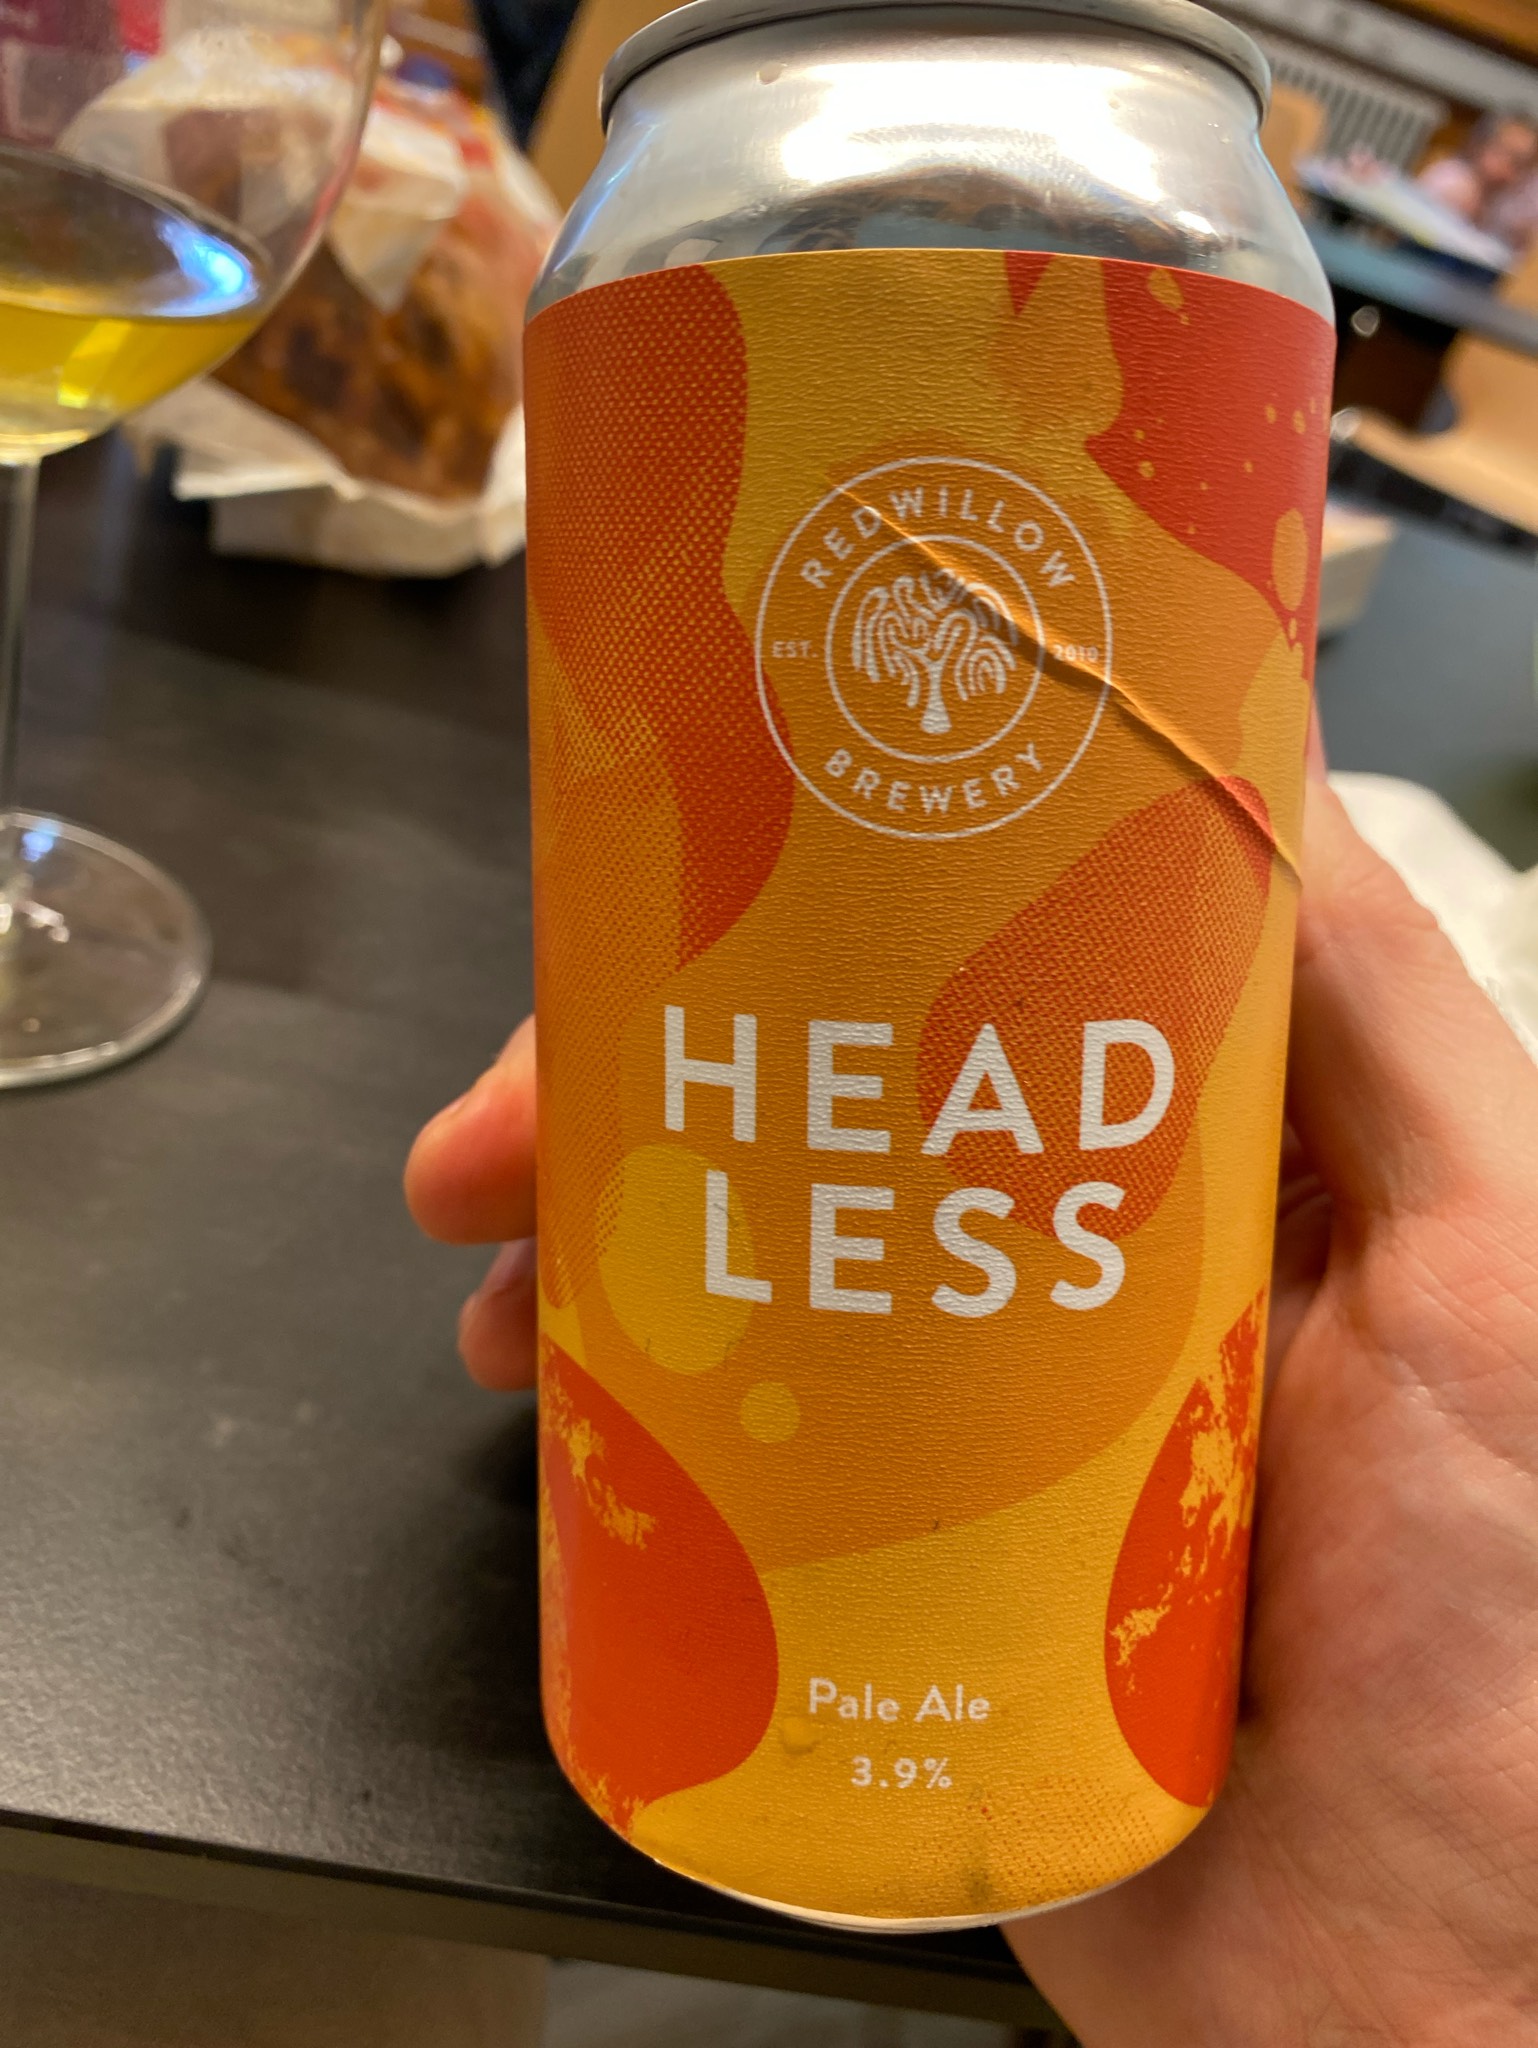 REDWILLOW
EST. 2010
BREWERY
HEAD
LESS
Pale Ale
3.9%